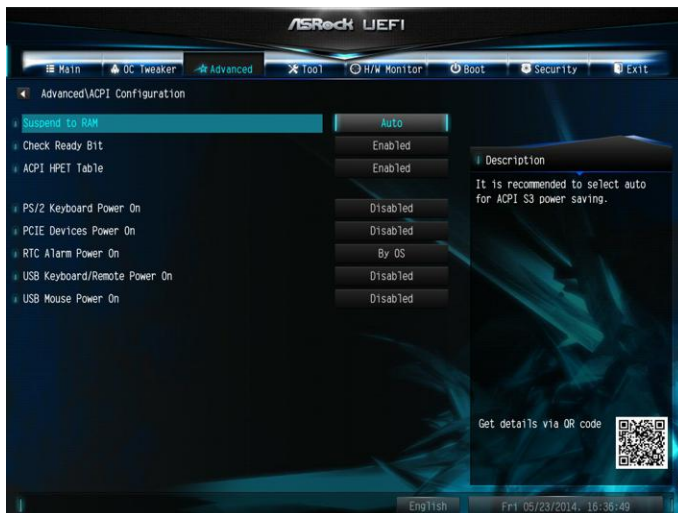 ASRock UEFI
Main OC Tweaker Advanced Tool H/W Monitor Boot Security Exit
Advanced\ACPI Configuration
Suspend to RAM Auto
Check Ready Bit Enabled
ACPI HPET Table Enabled
PS/2 Keyboard Power On Disabled
PCIE Devices Power On Disabled
RTC Alarm Power On By OS
USB Keyboard/Remote Power On Disabled
USB Mouse Power On Disabled
Description
It is recommended to select auto
for ACPI S3 power saving.
Get details via QR code
English Fri 05/23/2014. 16:36:49